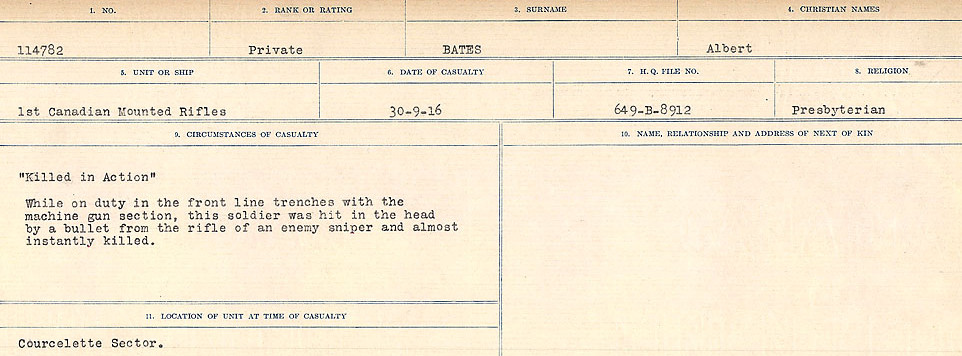 1. NO.
2. RANK OR RATING
3. SURNAME
4. CHRISTIAN NAMES
114782
Private
BATES
Albert
5. UNIT OR SHIP
6. DATE OF CASUALTY
7. H. Q. FILE NO.
8. RELIGION
1st Canadian Mounted Rifles
30-9-16
649-B-8912
Presbyterian
9. CIRCUMSTANCES OF CASUALTY
"Killed in Action"
While on duty in the front line trenches with the
machine gun section, this soldier was hit in the head
by a bullet from the rifle of an enemy sniper and almost
instantly killed.
10. NAME, RELATIONSHIP AND ADDRESS OF NEXT OF KIN
11. LOCATION OF UNIT AT TIME OF CASUALTY
Courcelette Sector.